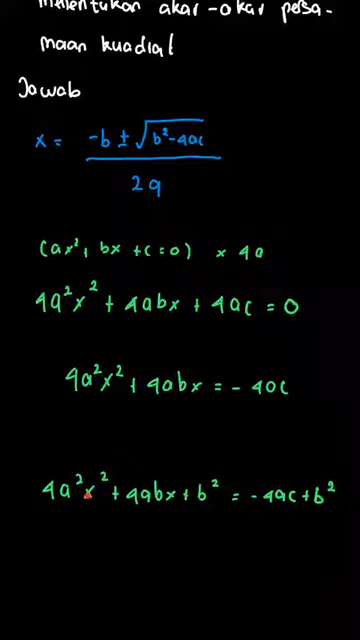 menentukan akar-akar persa-
maan kuadrat
Jawab
x = -b ± √b² - 4ac / 2a
(ax² + bx + c = 0) × 4a
4a²x² + 4abx + 4ac = 0
4a²x² + 4abx = - 4ac
4a²x² + 4abx + b² = - 4ac + b²